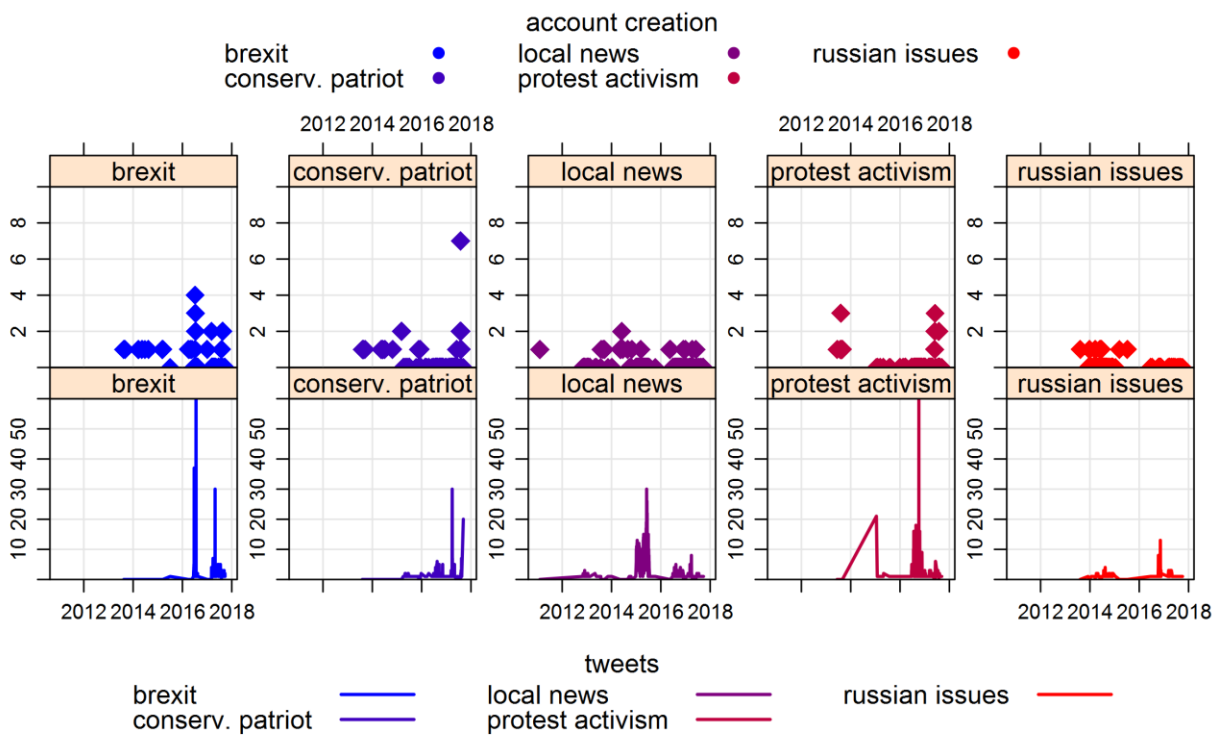 account creation
brexit local news russian issues
conserv. patriot protest activism
2012 2014 2016 2018 2012 2014 2016 2018
brexit conserv. patriot local news protest activism russian issues
8 8 8 8 8
6 6 6 6 6
4 4 4 4 4
2 2 2 2 2
brexit conserv. patriot local news protest activism russian issues
50 50 50 50 50
40 40 40 40 40
30 30 30 30 30
20 20 20 20 20
10 10 10 10 10
2012 2014 2016 2018 2012 2014 2016 2018 2012 2014 2016 2018
tweets
brexit local news russian issues
conserv. patriot protest activism